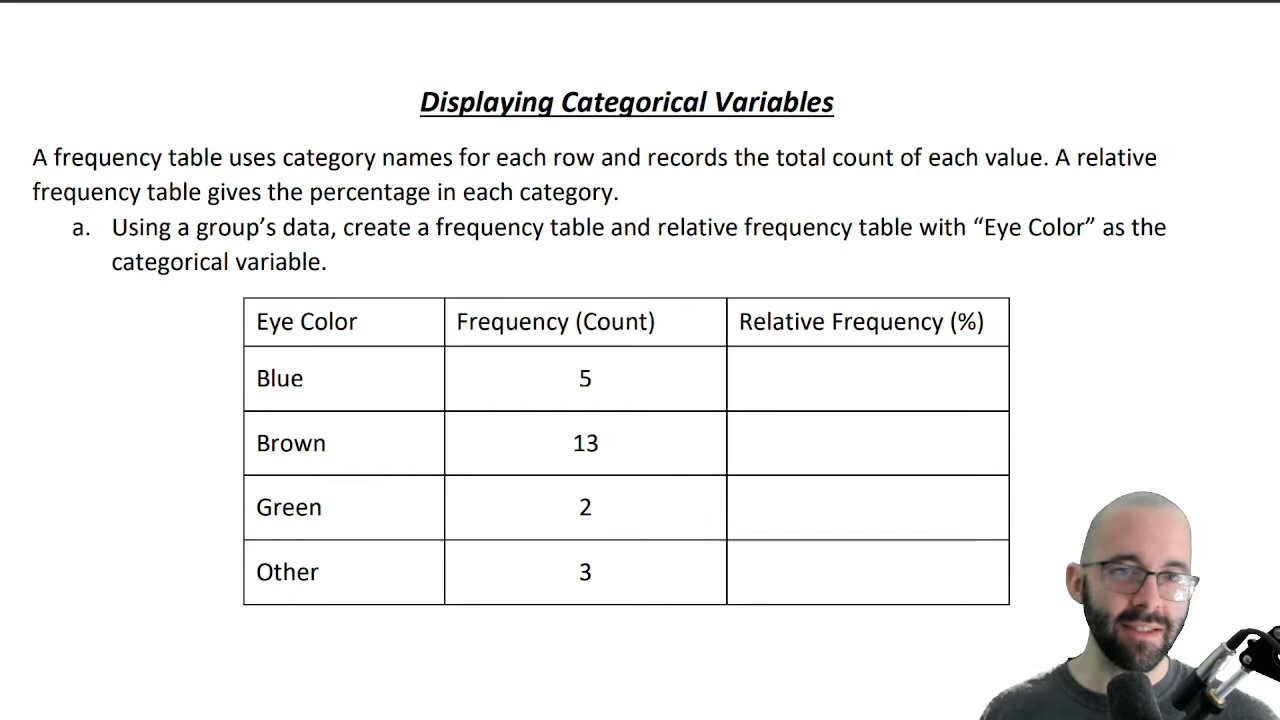 Displaying Categorical Variables
A frequency table uses category names for each row and records the total count of each value. A relative
frequency table gives the percentage in each category.
a. Using a group’s data, create a frequency table and relative frequency table with “Eye Color” as the
categorical variable.
Eye Color Frequency (Count) Relative Frequency (%)
Blue 5
Brown 13
Green 2
Other 3